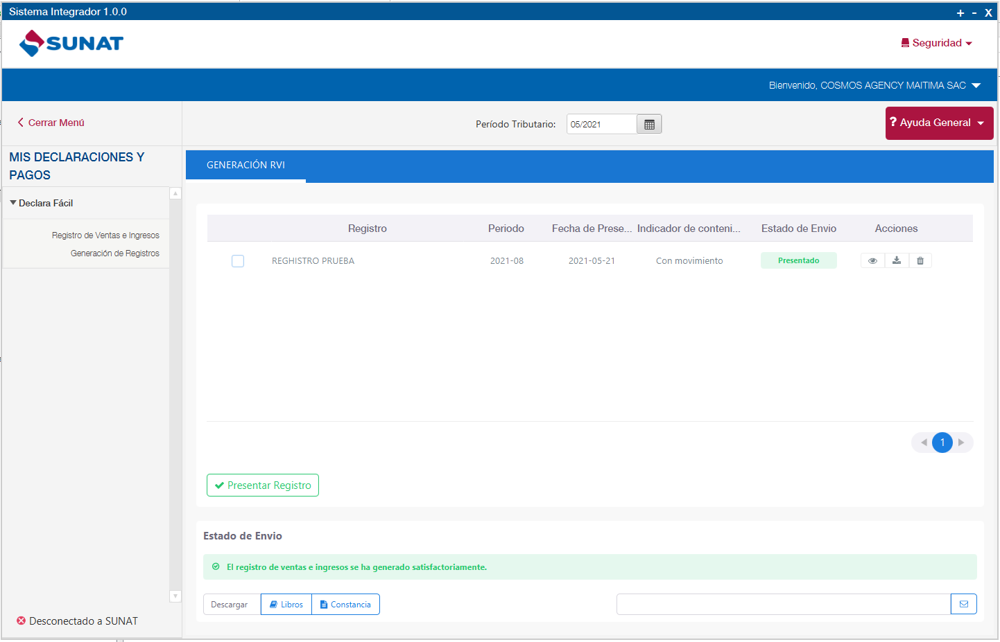 Sistema Integrador 1.0.0
+ - X
SUNAT
Seguridad
Bienvenido, COSMOS AGENCY MAITIMA SAC
Cerrar Menú
Período Tributario:
05/2021
? Ayuda General
MIS DECLARACIONES Y
PAGOS
GENERACIÓN RVI
Declara Fácil
Registro de Ventas e Ingresos
Generación de Registros
Registro Periodo Fecha de Prese... Indicador de conteni... Estado de Envio Acciones
REGHISTRO PRUEBA 2021-08 2021-05-21 Con movimiento Presentado
1
Presentar Registro
Estado de Envio
El registro de ventas e ingresos se ha generado satisfactoriamente.
Descargar Libros Constancia
Desconectado a SUNAT